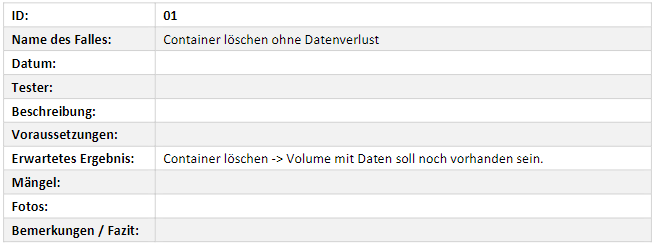 ID: 01
Name des Falles: Container löschen ohne Datenverlust
Datum:
Tester:
Beschreibung:
Voraussetzungen:
Erwartetes Ergebnis: Container löschen -> Volume mit Daten soll noch vorhanden sein.
Mängel:
Fotos:
Bemerkungen / Fazit: